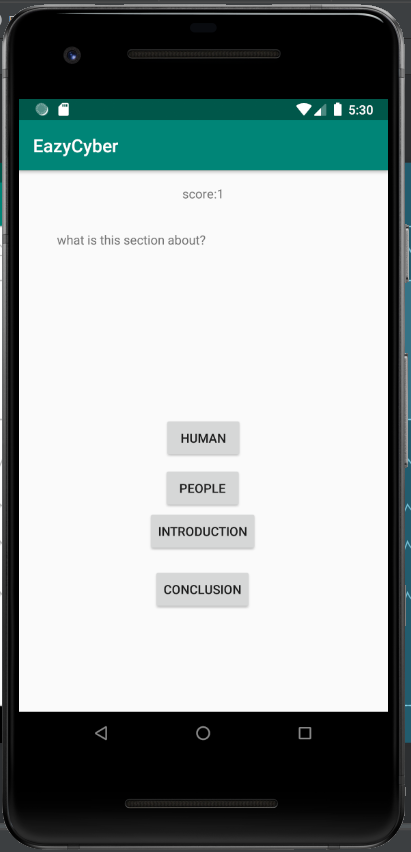 5:30
EazyCyber
score:1
what is this section about?
HUMAN
PEOPLE
INTRODUCTION
CONCLUSION